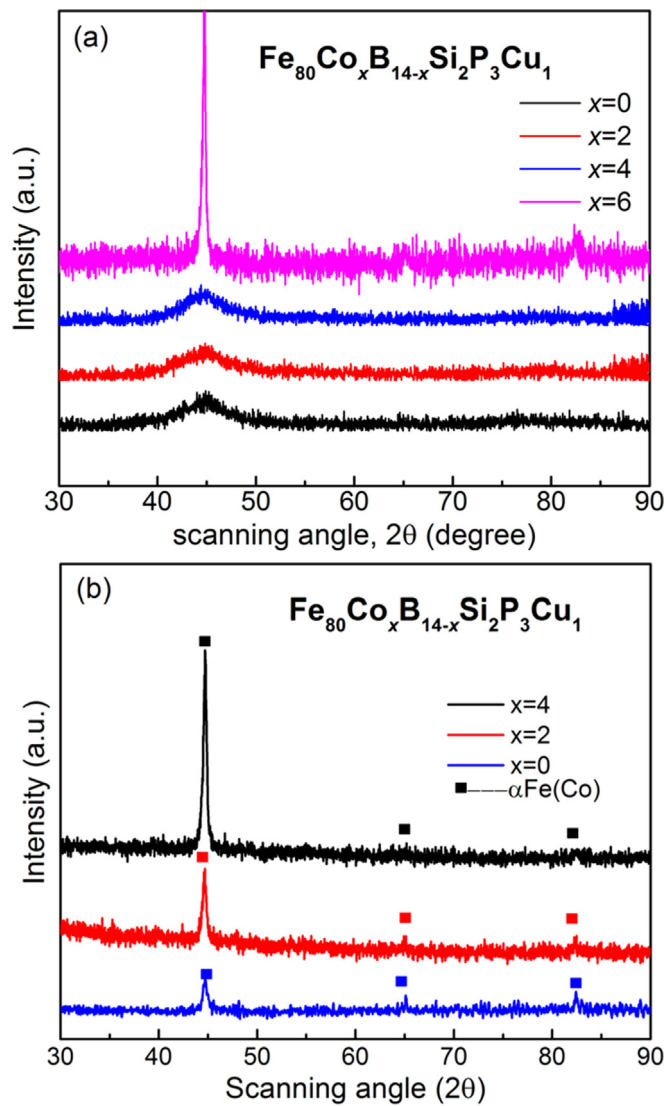 (a)
Fe80CoxB14-xSi2P3Cu1
x=0
x=2
x=4
x=6
Intensity (a.u.)
30 40 50 60 70 80 90
scanning angle, 2θ (degree)
(b)
Fe80CoxB14-xSi2P3Cu1
x=4
x=2
x=0
■---αFe(Co)
Intensity (a.u.)
30 40 50 60 70 80 90
Scanning angle (2θ)